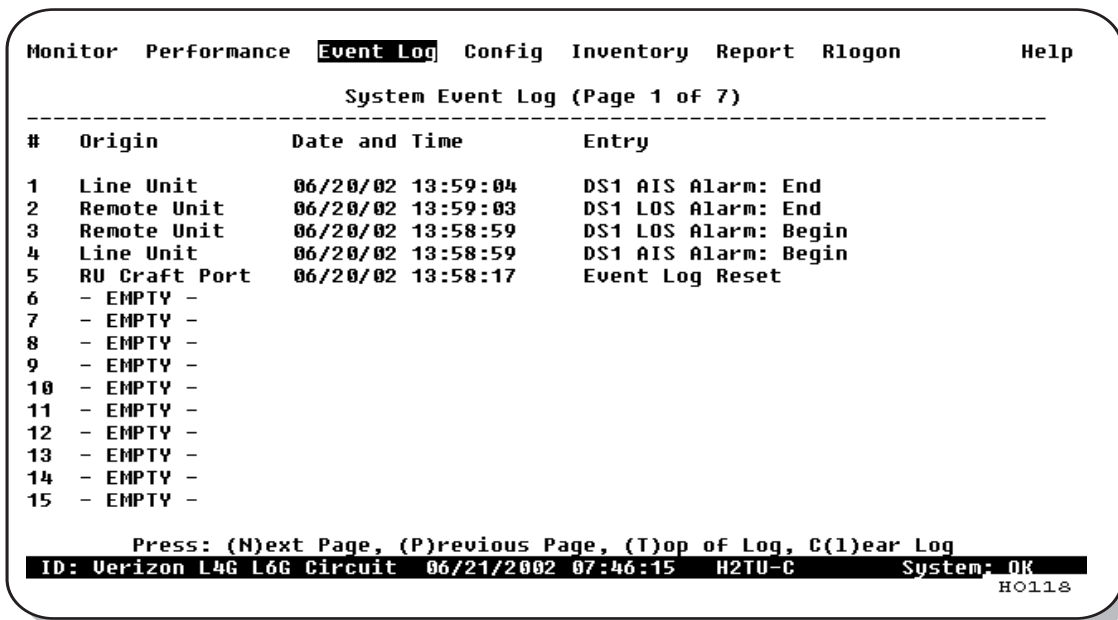 Monitor Performance Event Log Config Inventory Report Rlogon Help
System Event Log (Page 1 of 7)
--------------------------------------------------------------------------------
# Origin Date and Time Entry
1 Line Unit 06/20/02 13:59:04 DS1 AIS Alarm: End
2 Remote Unit 06/20/02 13:59:03 DS1 LOS Alarm: End
3 Remote Unit 06/20/02 13:58:59 DS1 LOS Alarm: Begin
4 Line Unit 06/20/02 13:58:59 DS1 AIS Alarm: Begin
5 RU Craft Port 06/20/02 13:58:17 Event Log Reset
6 - EMPTY -
7 - EMPTY -
8 - EMPTY -
9 - EMPTY -
10 - EMPTY -
11 - EMPTY -
12 - EMPTY -
13 - EMPTY -
14 - EMPTY -
15 - EMPTY -
Press: (N)ext Page, (P)revious Page, (T)op of Log, C(l)ear Log
ID: Verizon L4G L6G Circuit 06/21/2002 07:46:15 H2TU-C System: OK
HO118